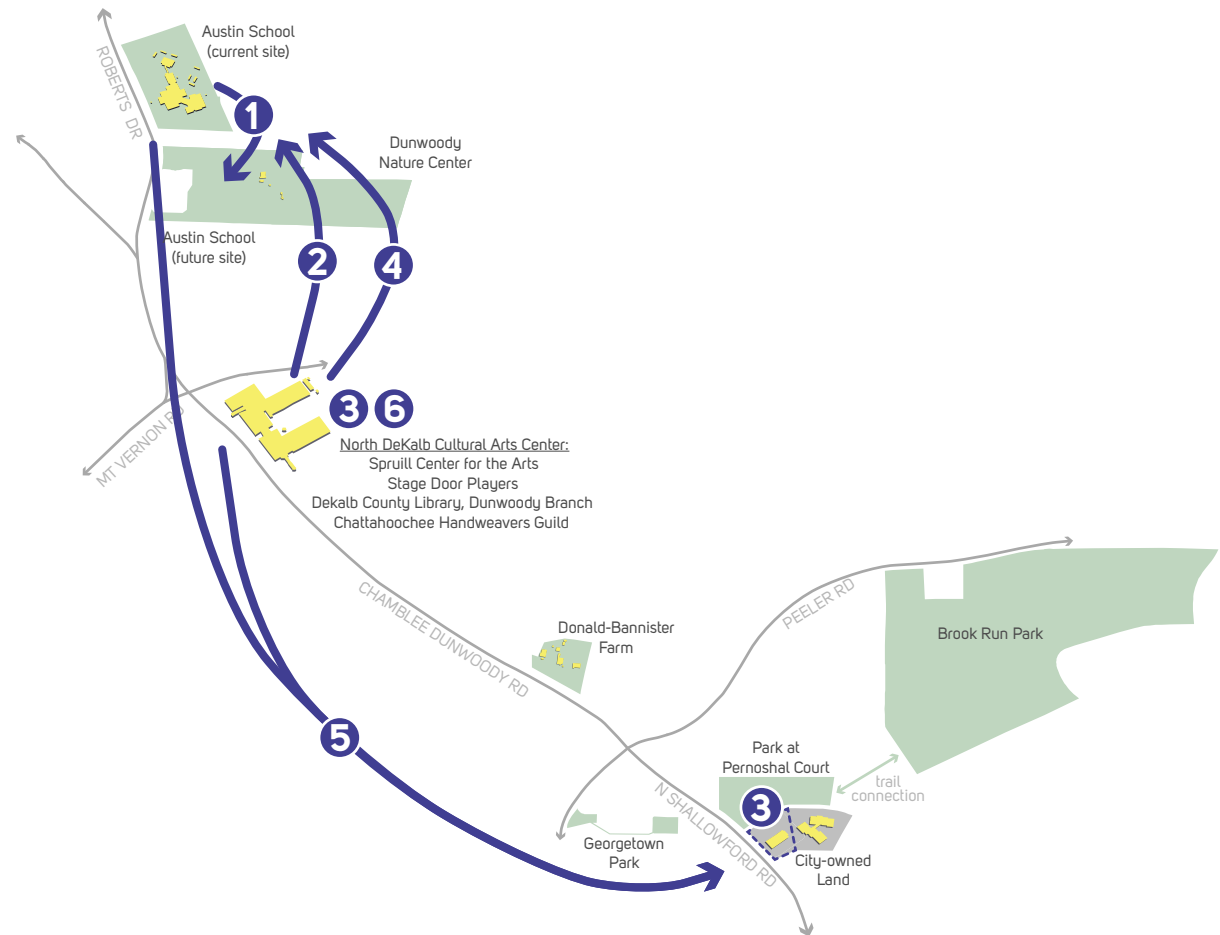 Austin School
(current site)
ROBERTS DR
1
Dunwoody
Nature Center
Austin School
(future site)
2
4
3
6
MT VERNON RD
North DeKalb Cultural Arts Center:
Spruill Center for the Arts
Stage Door Players
Dekalb County Library, Dunwoody Branch
Chattahoochee Handweavers Guild
CHAMBLEE DUNWOODY RD
PEELER RD
Donald-Bannister
Farm
Brook Run Park
5
Park at
Pernoshal Court
trail
connection
N SHALLOWFORD RD
3
Georgetown
Park
City-owned
Land